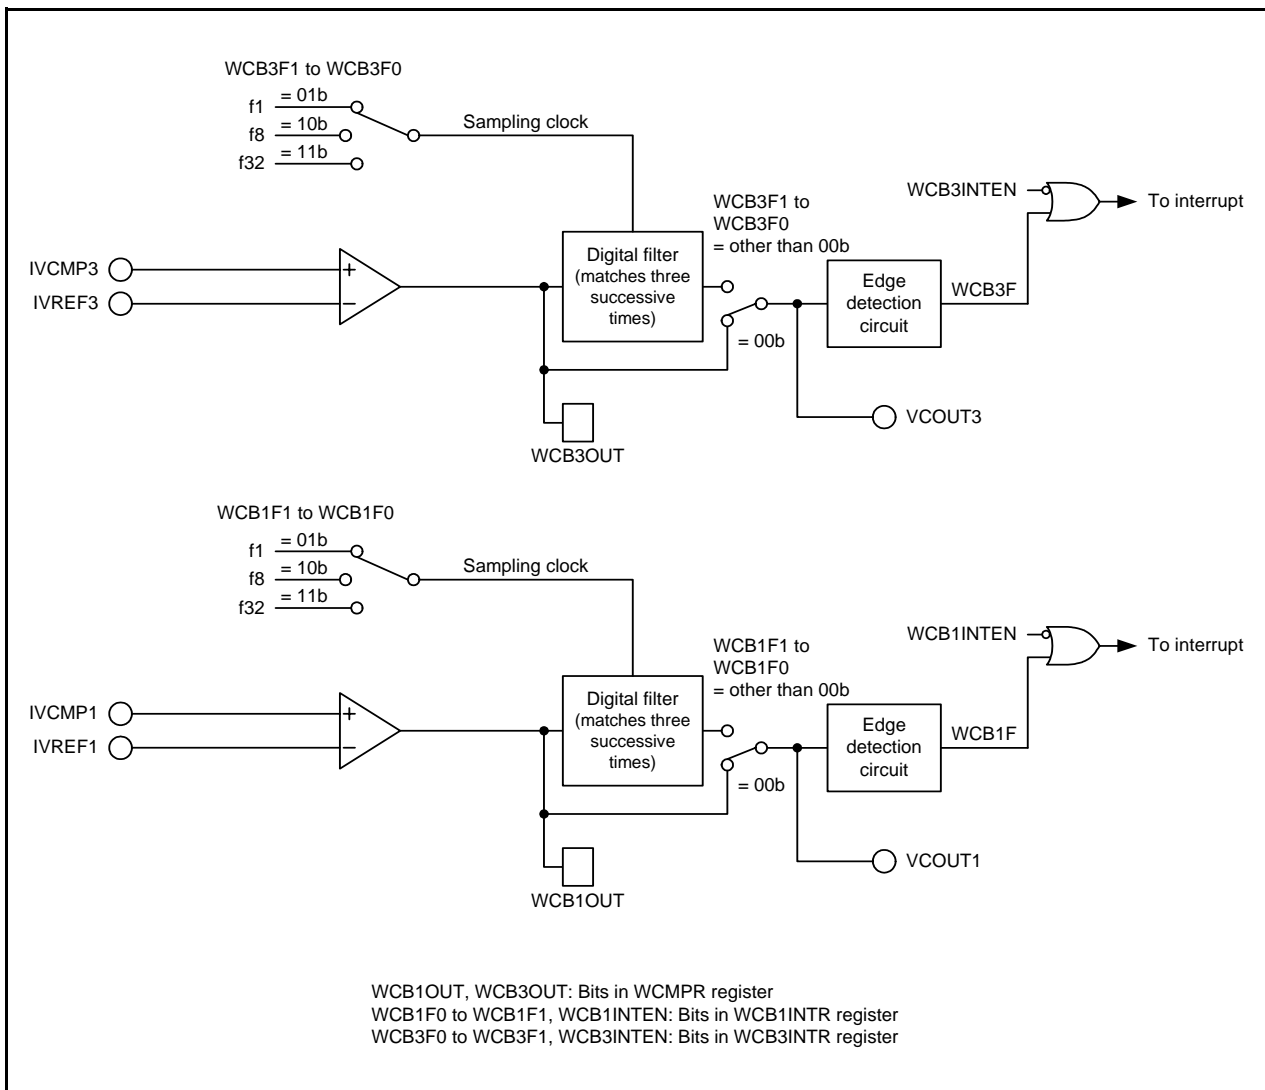 WCB3F1 to WCB3F0
f1 = 01b
f8 = 10b
f32 = 11b
Sampling clock
WCB3INTEN
To interrupt
WCB3F1 to
WCB3F0
= other than 00b
IVCMP3
IVREF3
+
−
Digital filter
(matches three
successive
times)
= 00b
Edge
detection
circuit
WCB3F
VCOUT3
WCB3OUT
WCB1F1 to WCB1F0
f1 = 01b
f8 = 10b
f32 = 11b
Sampling clock
WCB1INTEN
To interrupt
WCB1F1 to
WCB1F0
= other than 00b
IVCMP1
IVREF1
+
−
Digital filter
(matches three
successive
times)
= 00b
Edge
detection
circuit
WCB1F
VCOUT1
WCB1OUT
WCB1OUT, WCB3OUT: Bits in WCMPR register
WCB1F0 to WCB1F1, WCB1INTEN: Bits in WCB1INTR register
WCB3F0 to WCB3F1, WCB3INTEN: Bits in WCB3INTR register